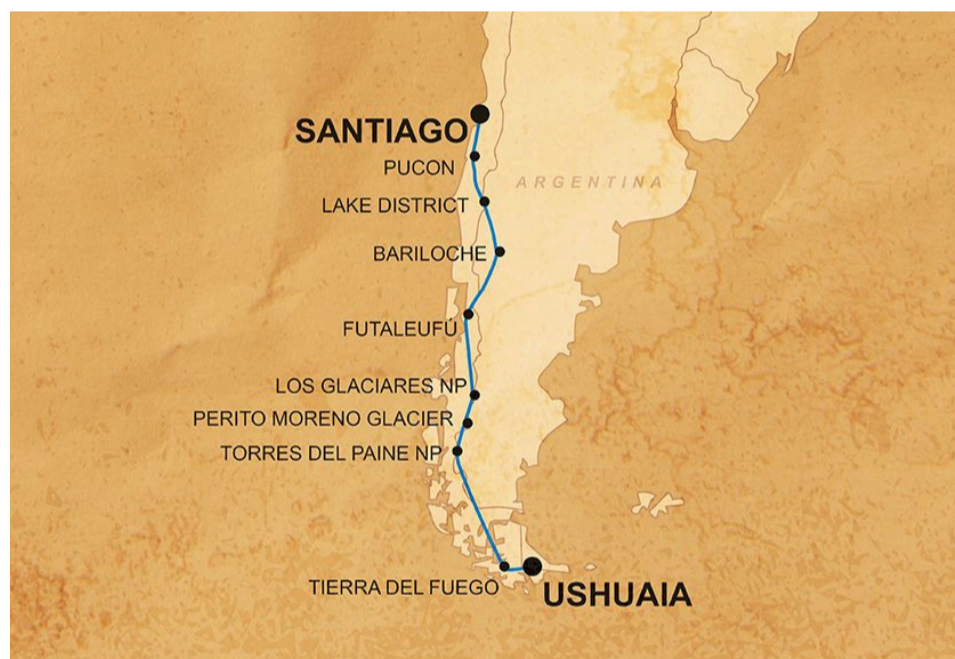 SANTIAGO
PUCON
ARGENTINA
LAKE DISTRICT
BARILOCHE
FUTALEUFÚ
LOS GLACIARES NP
PERITO MORENO GLACIER
TORRES DEL PAINE NP
TIERRA DEL FUEGO
USHUAIA